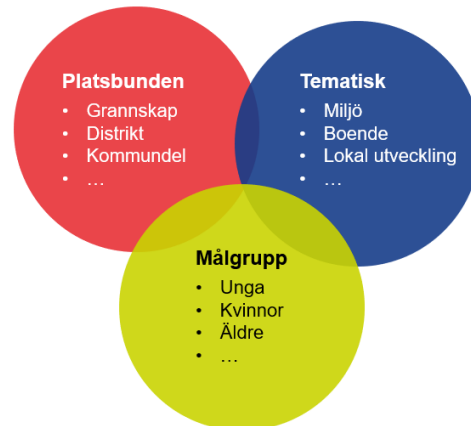 Platsbunden
• Grannskap
• Distrikt
• Kommundel
• …
Tematisk
• Miljö
• Boende
• Lokal utveckling
• …
Målgrupp
• Unga
• Kvinnor
• Äldre
• …